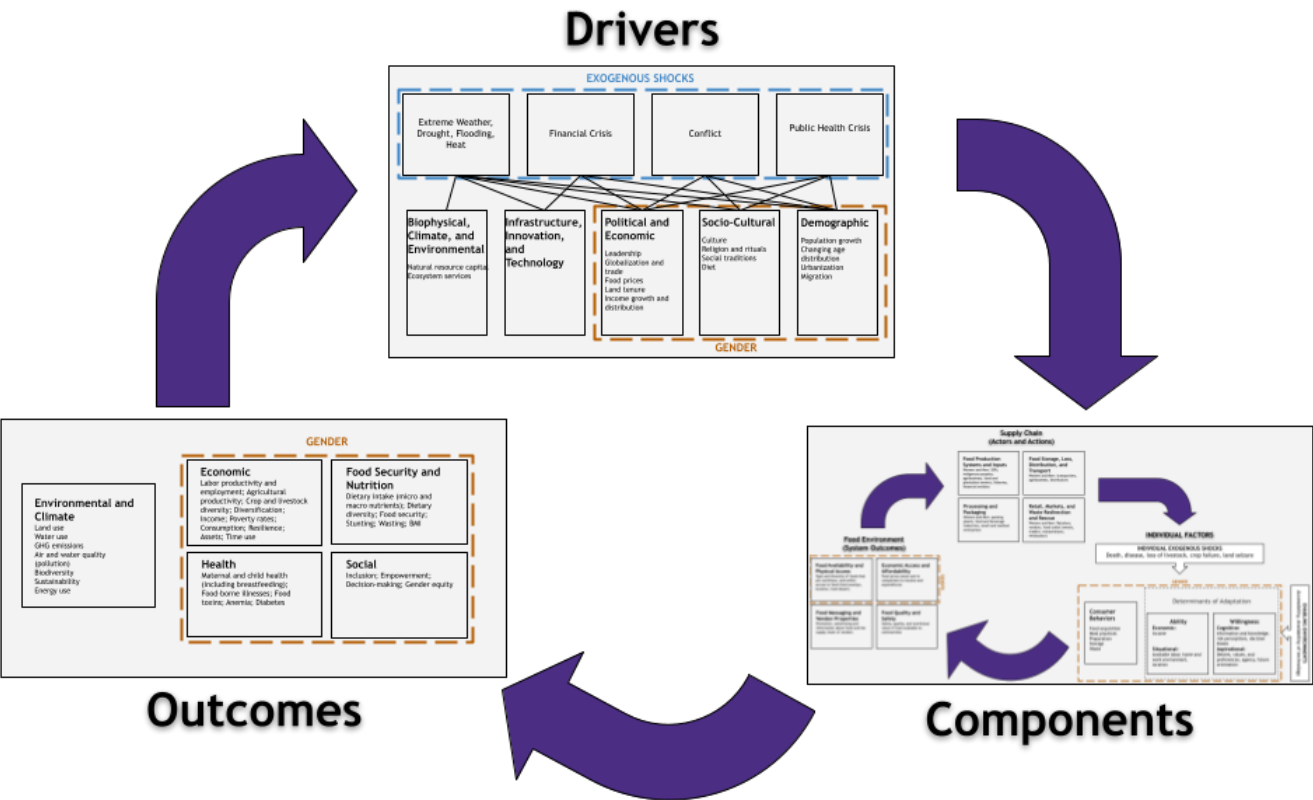 Drivers
EXOGENOUS SHOCKS
Extreme Weather,
Drought, Flooding,
Heat
Financial Crisis
Conflict
Public Health Crisis
Biophysical,
Climate, and
Environmental
Natural resource capital
Ecosystem services
Infrastructure,
Innovation,
and
Technology
Political and
Economic
Leadership
Globalization and
trade
Food prices
Land tenure
Income growth and
distribution
Socio-Cultural
Culture
Religion and rituals
Social traditions
Diet
Demographic
Population growth
Changing age
distribution
Urbanization
Migration
GENDER
GENDER
Environmental and
Climate
Land use
Water use
GHG emissions
Air and water quality
(pollution)
Biodiversity
Sustainability
Energy use
Economic
Labor productivity and
employment; Agricultural
productivity; Crop and livestock
diversity; Diversification;
Income; Poverty rates;
Consumption; Resilience;
Assets; Time use
Food Security and
Nutrition
Dietary intake (micro and
macro nutrients); Dietary
diversity; Food security;
Stunting; Wasting; BMI
Health
Maternal and child health
(including breastfeeding);
Food-borne illnesses; Food
toxins; Anemia; Diabetes
Social
Inclusion; Empowerment;
Decision-making; Gender equity
Outcomes
Supply Chain
(Actors and Actions)
Food Production
Systems and Inputs
Food Storage, Loss,
Distribution, and
Transport
Processing and
Packaging
Retail, Markets, and
Waste Redirection
and Rescue
Food Environment
(System Outcomes)
Food Availability and
Physical Access
Economic Access and
Affordability
Food Messaging and
Vendor Properties
Food Quality and
Safety
INDIVIDUAL FACTORS
INDIVIDUAL EXOGENOUS SHOCKS
Death, disease, loss of livestock, crop failure, land seizure
GENDER
Determinants of Adaptation
Consumer
Behaviors
Ability
Economic:
Situational:
Willingness
Cognitive:
Aspirational:
Components